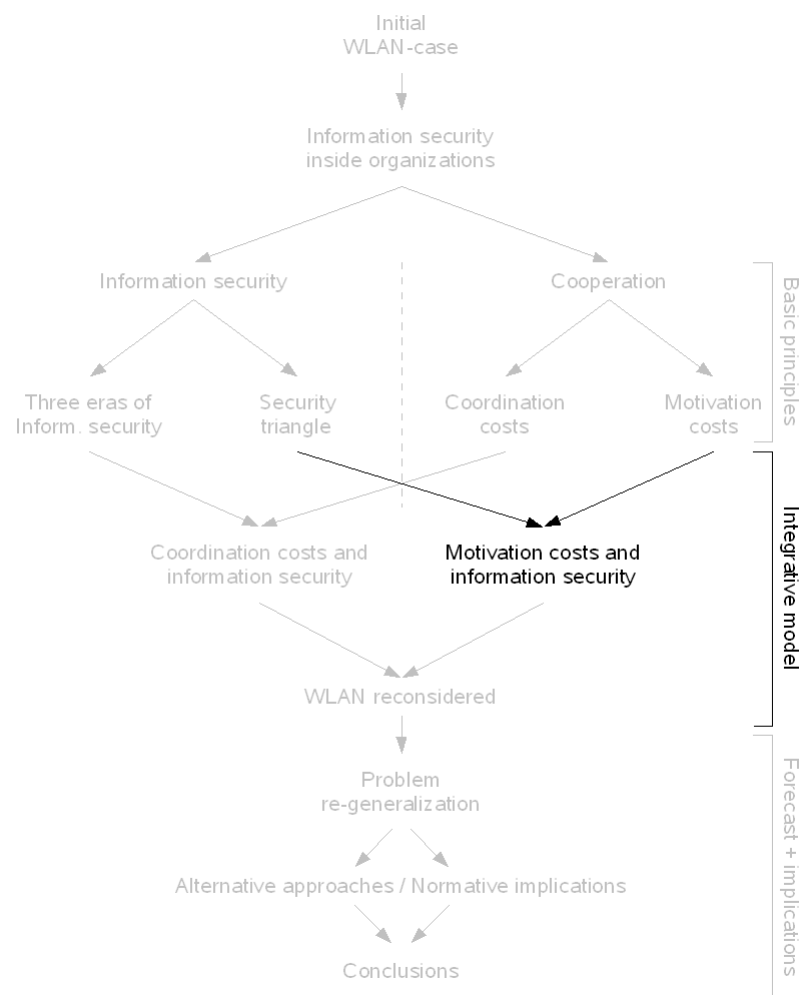 Initial
WLAN-case
Information security
inside organizations
Information security
Cooperation
Basic principles
Three eras of
Inform. security
Security
triangle
Coordination
costs
Motivation
costs
Coordination costs and
information security
Motivation costs and
information security
Integrative model
WLAN reconsidered
Problem
re-generalization
Alternative approaches / Normative implications
Conclusions
Forecast + implications